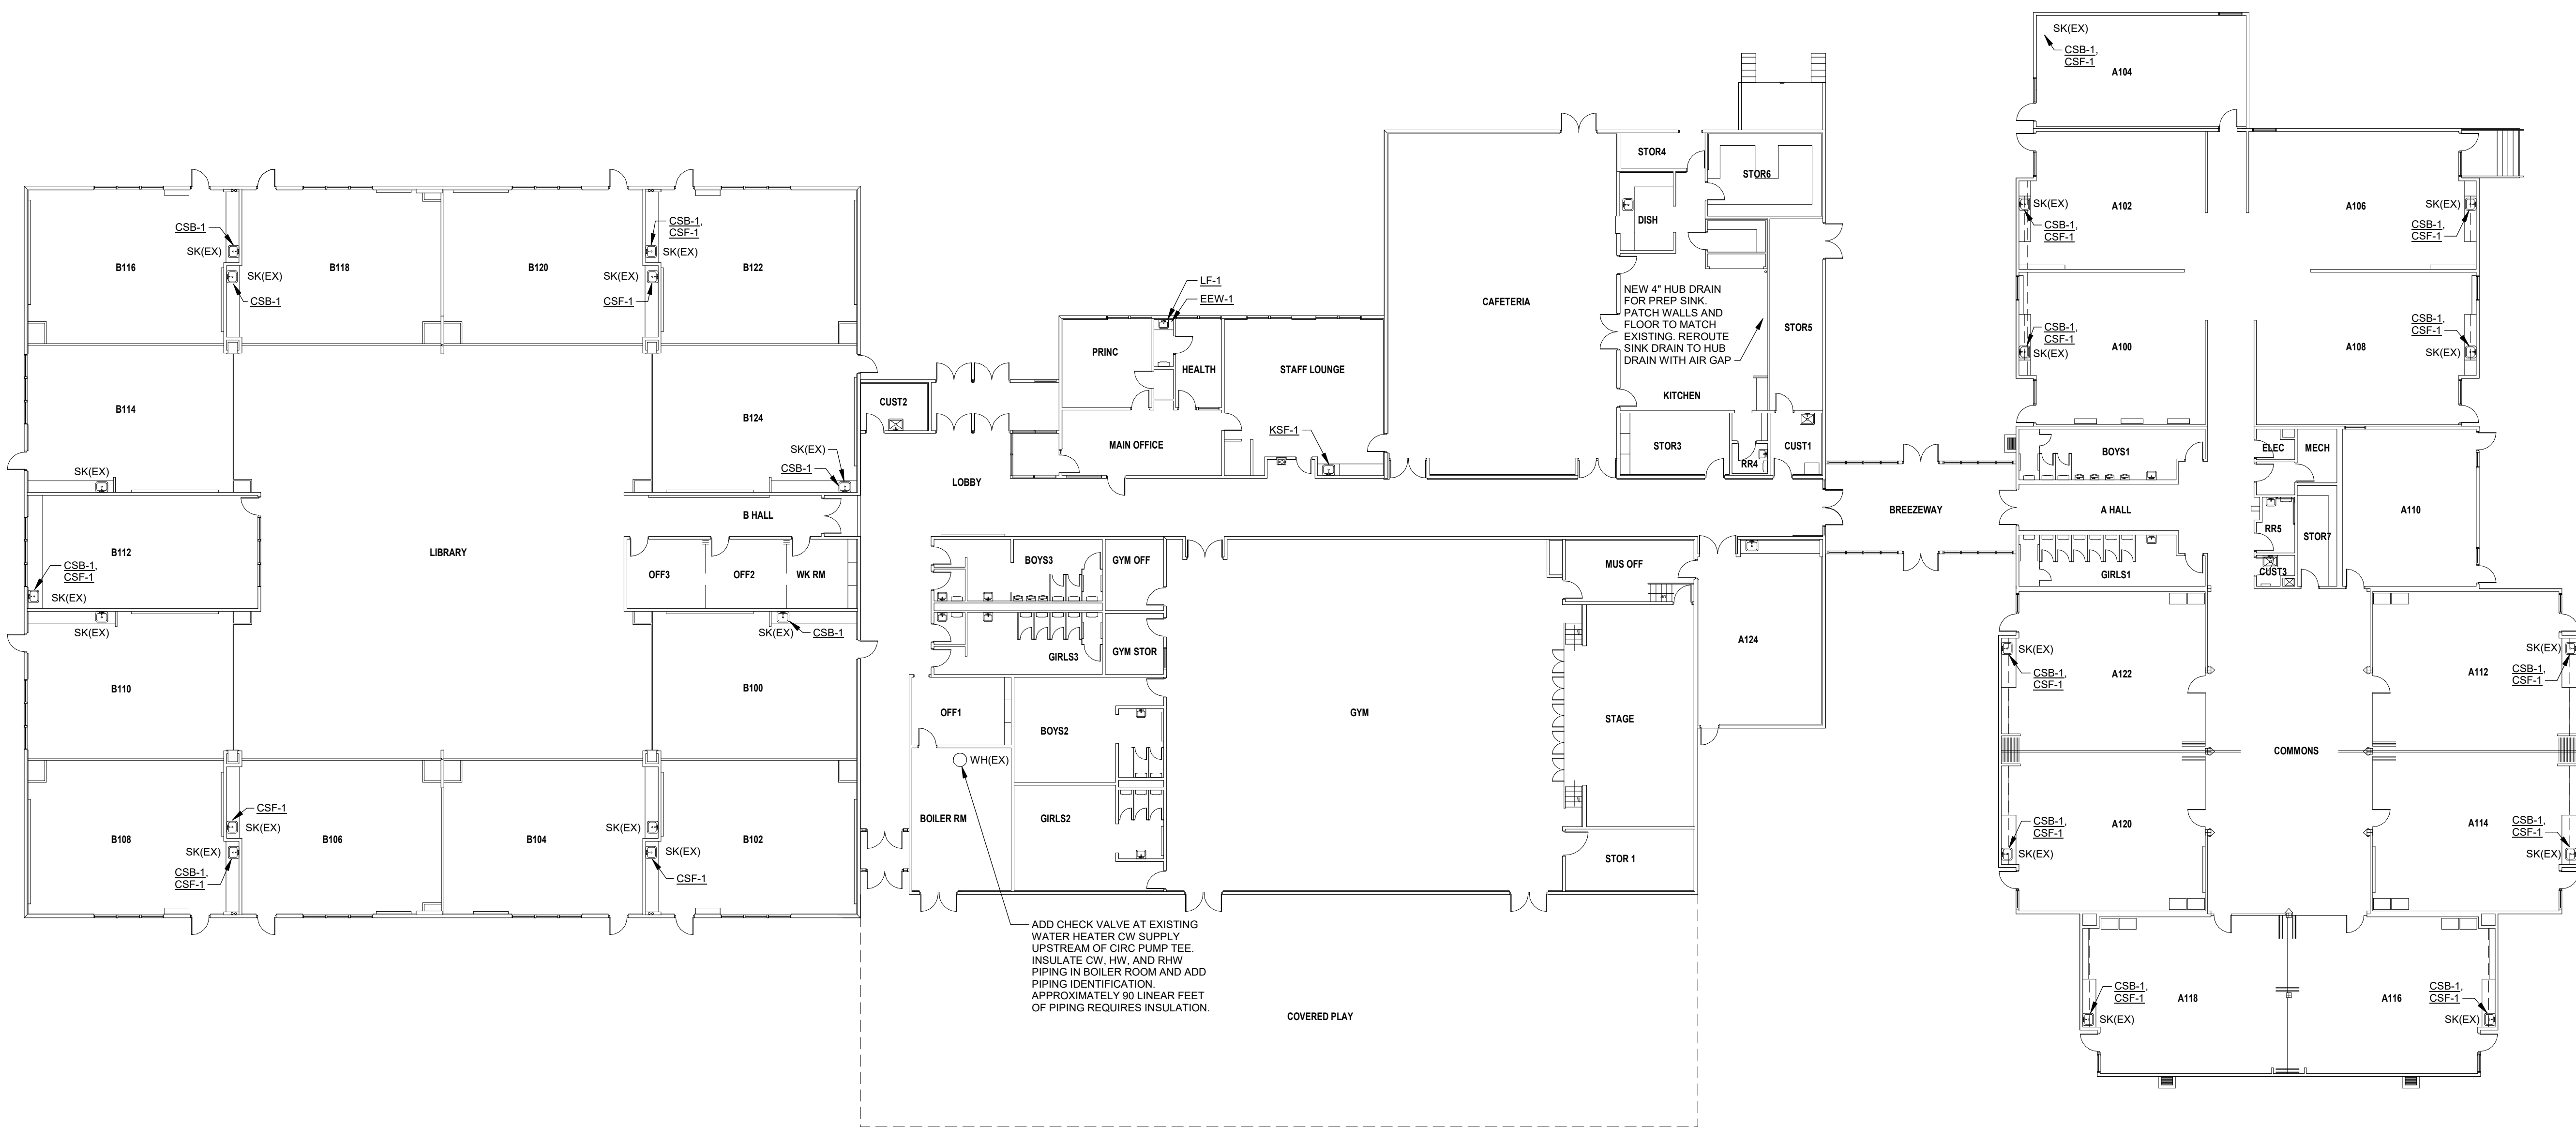 SK(EX)
CSB-1,
CSF-1
A104
STOR4
STOR6
DISH
SK(EX)
A102
CSB-1,
CSF-1
A106
SK(EX)
CSB-1,
CSF-1
CSB-1
SK(EX)
B116
SK(EX)
CSB-1
B118
B120
CSB-1,
CSF-1
SK(EX)
SK(EX)
CSF-1
B122
LF-1
EEW-1
CAFETERIA
NEW 4" HUB DRAIN
FOR PREP SINK.
PATCH WALLS AND
FLOOR TO MATCH
EXISTING. REROUTE
SINK DRAIN TO HUB
DRAIN WITH AIR GAP
STOR5
CSB-1,
CSF-1
SK(EX)
A100
CSB-1,
CSF-1
SK(EX)
A108
PRINC
HEALTH
STAFF LOUNGE
KITCHEN
B114
SK(EX)
B124
SK(EX)
CSB-1
CUST2
MAIN OFFICE
KSF-1
STOR3
RR4
CUST1
BOYS1
ELEC
MECH
LOBBY
B HALL
BREEZEWAY
A HALL
A110
B112
CSB-1,
CSF-1
SK(EX)
LIBRARY
OFF3
OFF2
WK RM
BOYS3
GYM OFF
MUS OFF
RR5
STOR7
GIRLS1
CUST3
SK(EX)
B110
SK(EX)
CSB-1
B100
GIRLS3
GYM STOR
A124
SK(EX)
CSB-1,
CSF-1
A122
SK(EX)
CSB-1,
CSF-1
A112
OFF1
BOYS2
GYM
STAGE
COMMONS
WH(EX)
CSF-1
SK(EX)
B108
SK(EX)
CSB-1,
CSF-1
B106
B104
SK(EX)
SK(EX)
CSF-1
B102
BOILER RM
GIRLS2
STOR 1
CSB-1,
CSF-1
SK(EX)
A120
CSB-1,
CSF-1
SK(EX)
A114
ADD CHECK VALVE AT EXISTING
WATER HEATER CW SUPPLY
UPSTREAM OF CIRC PUMP TEE.
INSULATE CW, HW, AND RHW
PIPING IN BOILER ROOM AND ADD
PIPING IDENTIFICATION.
APPROXIMATELY 90 LINEAR FEET
OF PIPING REQUIRES INSULATION.
COVERED PLAY
CSB-1,
CSF-1
SK(EX)
A118
A116
CSB-1,
CSF-1
SK(EX)